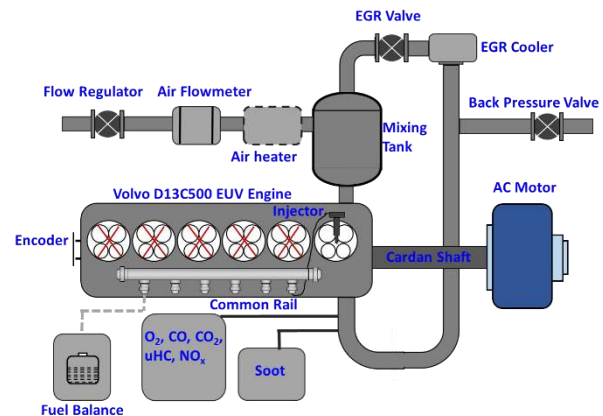 EGR Valve
EGR Cooler
Flow Regulator
Air Flowmeter
Back Pressure Valve
Mixing
Tank
Air heater
Volvo D13C500 EUV Engine
AC Motor
Injector
Encoder
Cardan Shaft
Common Rail
O₂, CO, CO₂,
uHC, NOₓ
Soot
Fuel Balance